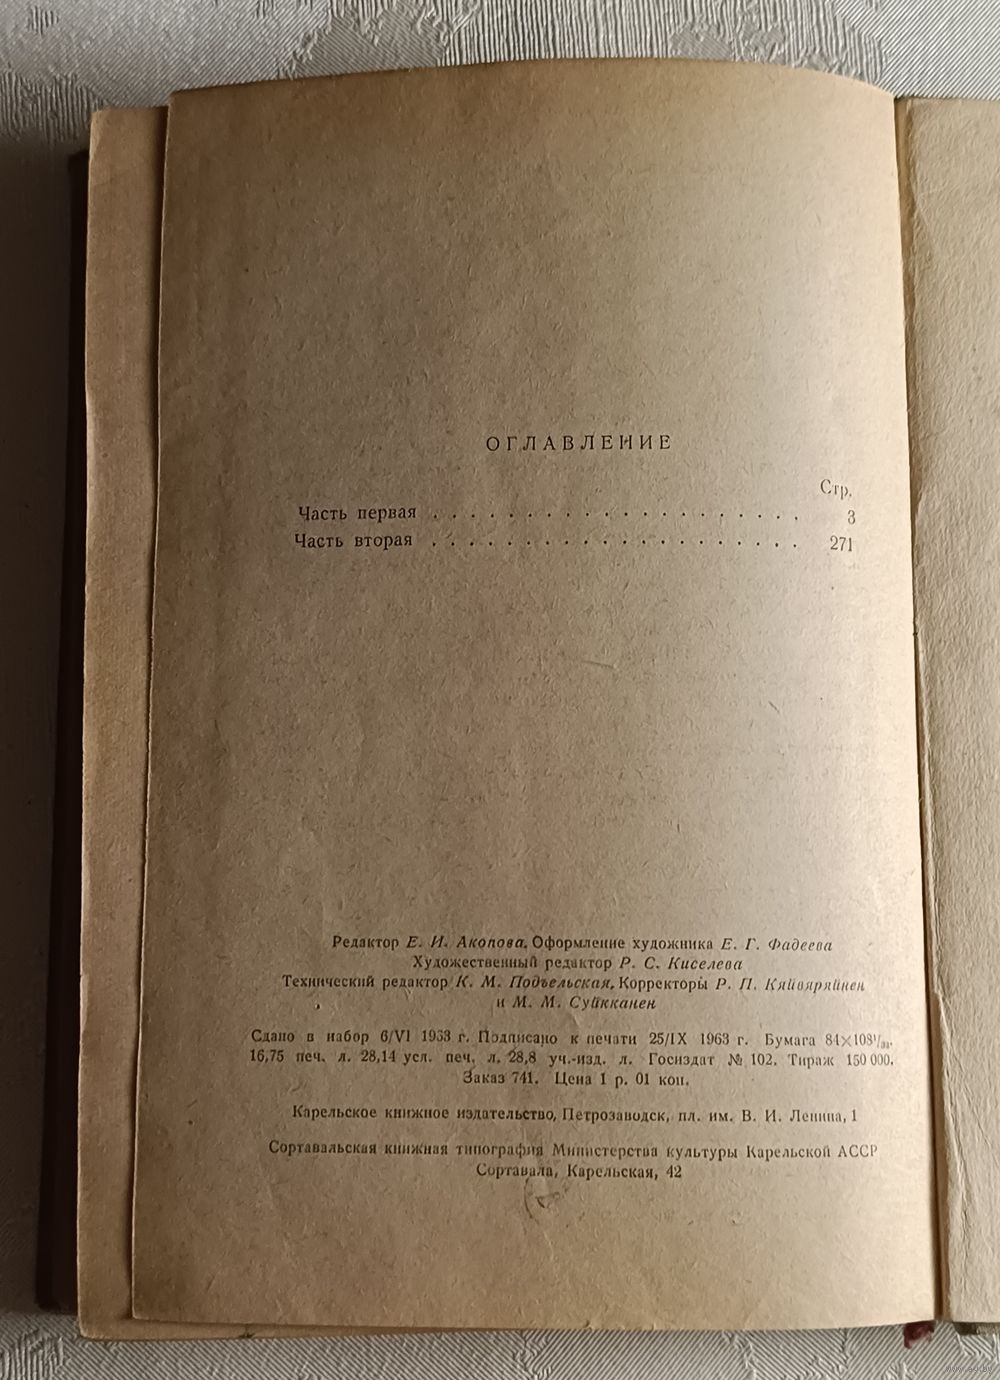 ОГЛАВЛЕНИЕ
Стр.
Часть первая . . . . . . . . . . . . . . . . . . . . 3
Часть вторая . . . . . . . . . . . . . . . . . . . . 271
Редактор Е. И. Акопова. Оформление художника Е. Г. Фадеева
Художественный редактор Р. С. Киселева
Технический редактор К. М. Подъельская. Корректоры Р. П. Кяйвяряйнен
и М. М. Суйкканен
Сдано в набор 6/VI 1963 г. Подписано к печати 25/IX 1963 г. Бумага 84×108¹/₃₂.
16,75 печ. л. 28,14 усл. печ. л. 28,8 уч.-изд. л. Госиздат № 102. Тираж 150 000.
Заказ 741. Цена 1 р. 01 коп.
Карельское книжное издательство, Петрозаводск, пл. им. В. И. Ленина, 1
Сортавальская книжная типография Министерства культуры Карельской АССР
Сортавала, Карельская, 42